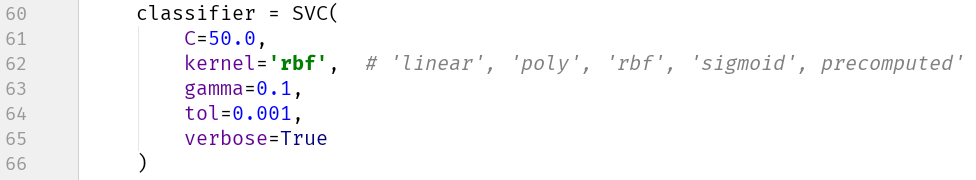 60 classifier = SVC(
61 C=50.0,
62 kernel='rbf', # 'linear', 'poly', 'rbf', 'sigmoid', precomputed'
63 gamma=0.1,
64 tol=0.001,
65 verbose=True
66 )